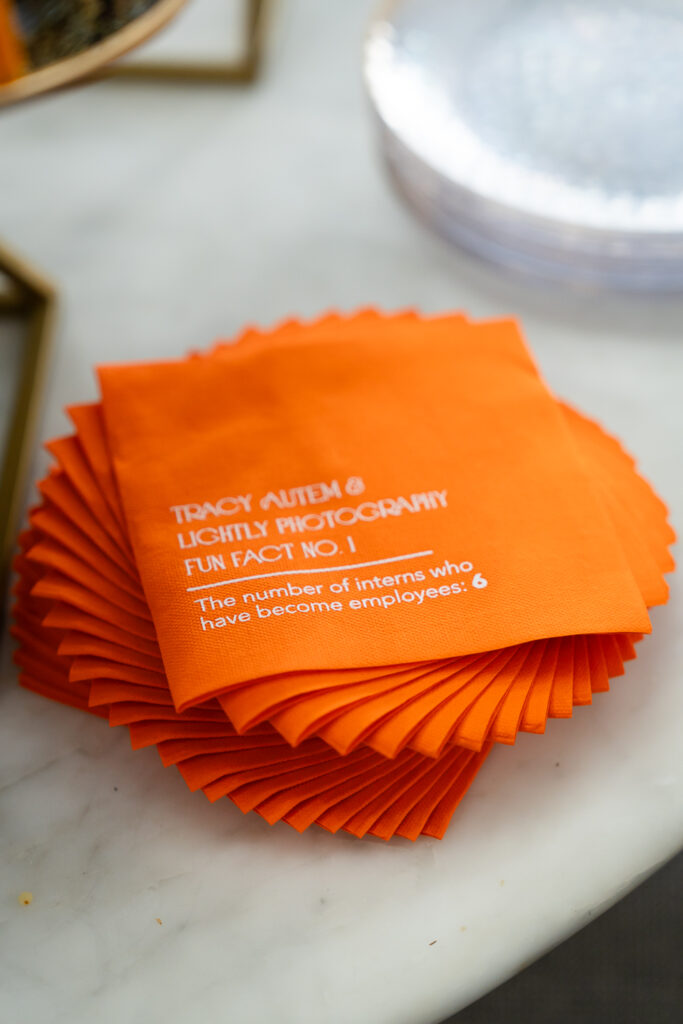 TRACY AUTEM &
LIGHTLY PHOTOGRAPHY
FUN FACT NO. 1
The number of interns who
have become employees: 6